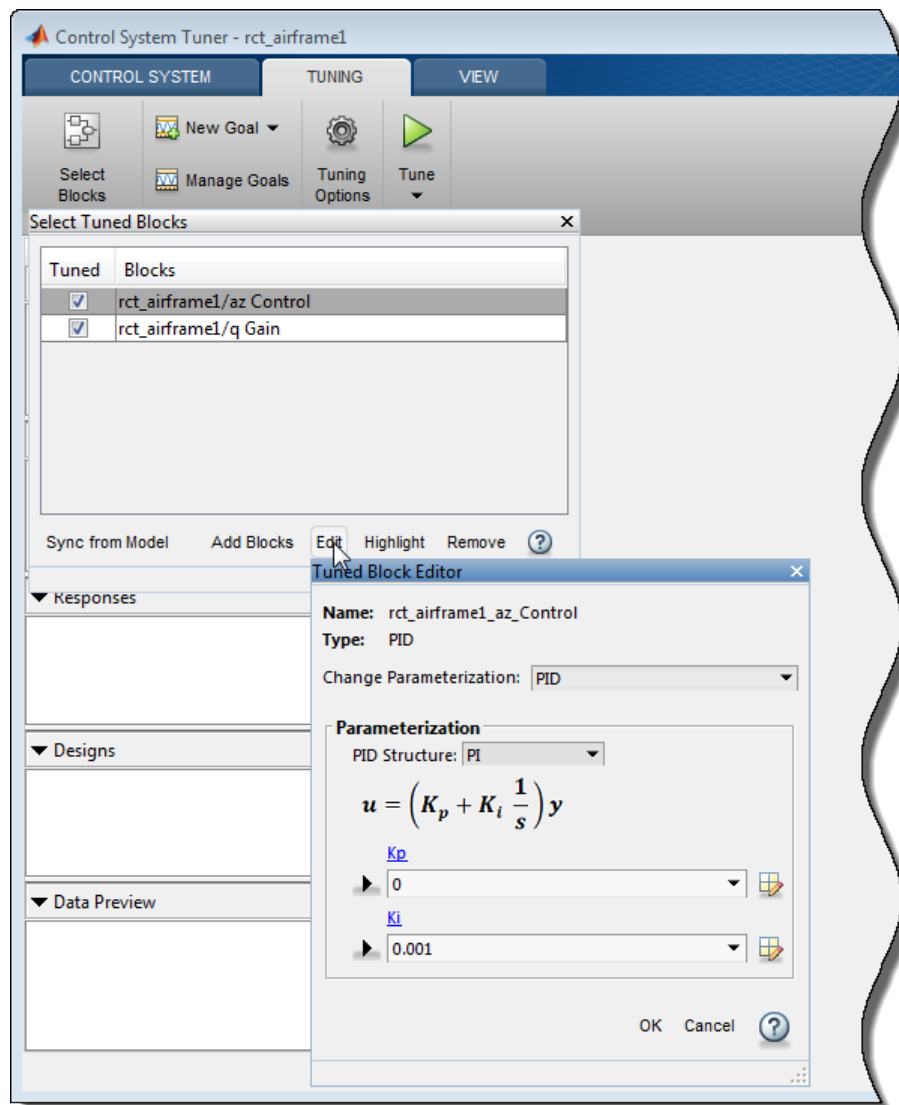 Control System Tuner - rct_airframe1
CONTROL SYSTEM TUNING VIEW
New Goal
Select Blocks
Manage Goals
Tuning Options
Tune
Select Tuned Blocks
Tuned Blocks
rct_airframe1/az Control
rct_airframe1/q Gain
Sync from Model Add Blocks Edit Highlight Remove ?
Responses
Designs
Data Preview
Tuned Block Editor
Name: rct_airframe1_az_Control
Type: PID
Change Parameterization: PID
Parameterization
PID Structure: PI
u = (K_p + K_i 1/s) y
Kp
0
Ki
0.001
OK Cancel ?